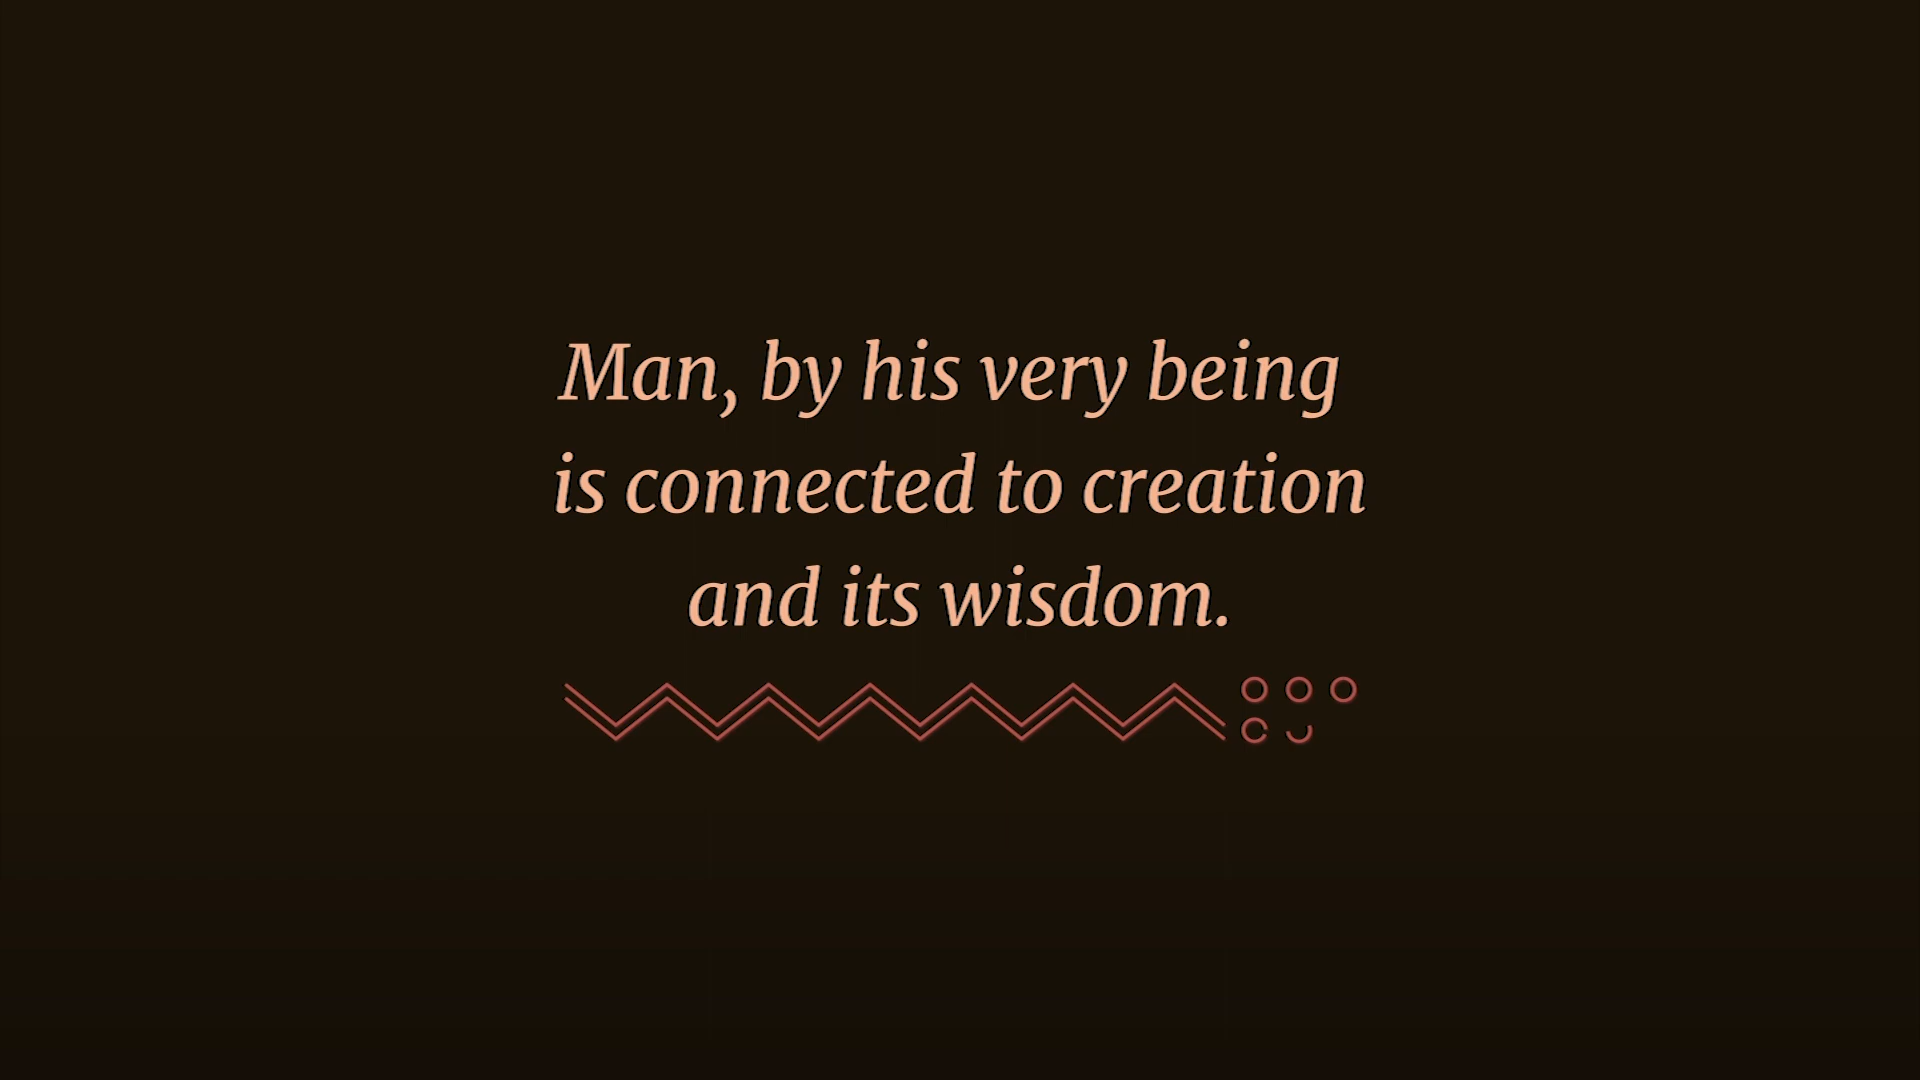 Man, by his very being
is connected to creation
and its wisdom.